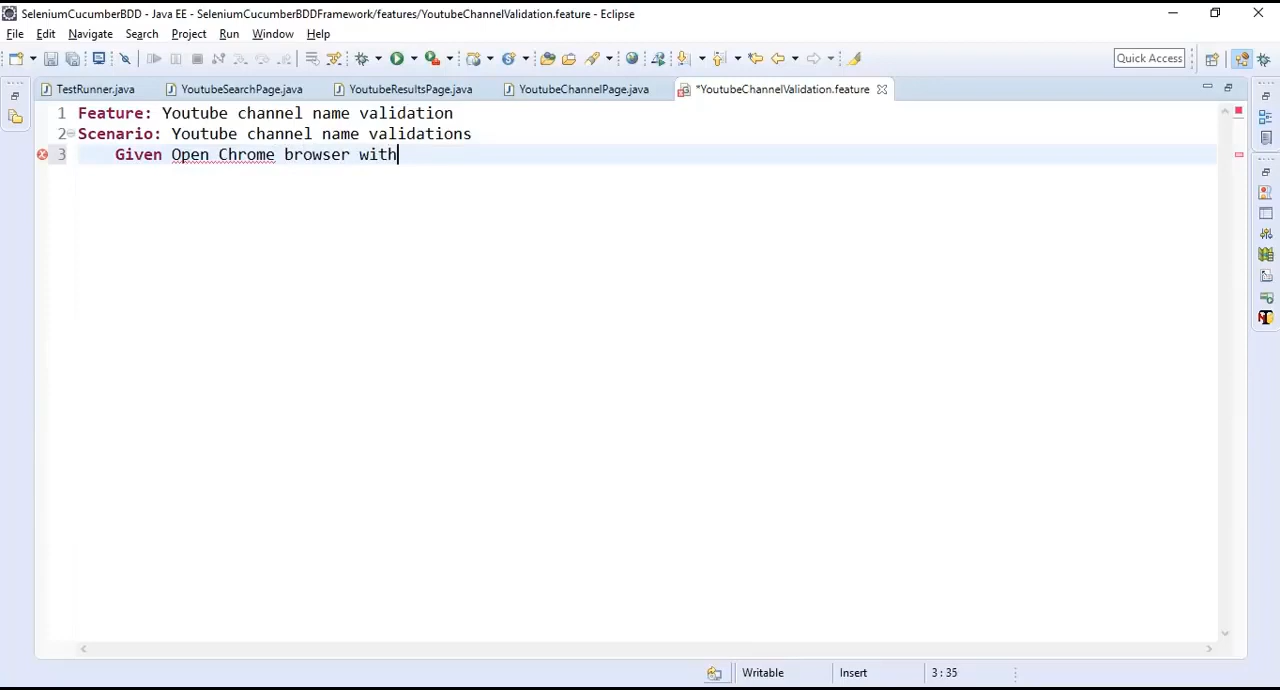 SeleniumCucumberBDD - Java EE - SeleniumCucumberBDDFramework/features/YoutubeChannelValidation.feature - Eclipse
File Edit Navigate Search Project Run Window Help
Quick Access
TestRunner.java YoutubeSearchPage.java YoutubeResultsPage.java YoutubeChannelPage.java *YoutubeChannelValidation.feature
1 Feature: Youtube channel name validation
2 Scenario: Youtube channel name validations
3 Given Open Chrome browser with
Writable Insert 3:35